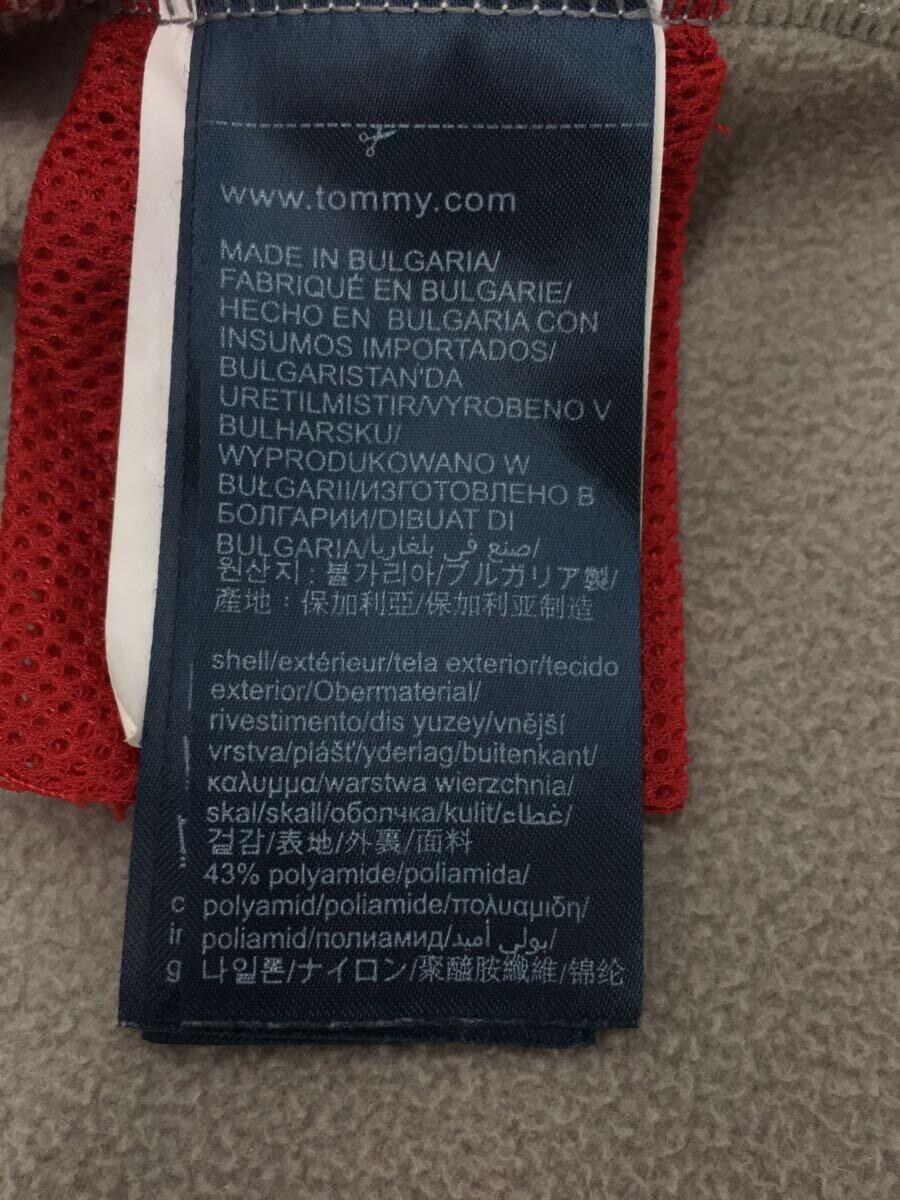 www.tommy.com
MADE IN BULGARIA/
FABRIQUÉ EN BULGARIE/
HECHO EN BULGARIA CON
INSUMOS IMPORTADOS/
BULGARISTAN'DA
URETILMISTIR/VYROBENO V
BULHARSKU/
WYPRODUKOWANO W
BUŁGARII/ИЗГОТОВЛЕНО В
БОЛГАРИИ/DIBUAT DI
BULGARIA/صنع في بلغاريا/
원산지 : 불가리아/ブルガリア製/
產地 : 保加利亞/保加利亚制造
shell/extérieur/tela exterior/tecido
exterior/Obermaterial/
rivestimento/dis yuzey/vnější
vrstva/plášť/yderlag/buitenkant/
καλυμμα/warstwa wierzchnia/
skal/skall/оболчка/kulit/غطاء/
겉감/表地/外裏/面料
43% polyamide/poliamida/
c polyamid/poliamide/πολυαμιδη/
ir poliamid/полиамид/بولي أميد/
g 나일론/ナイロン/聚醯胺纖維/锦纶